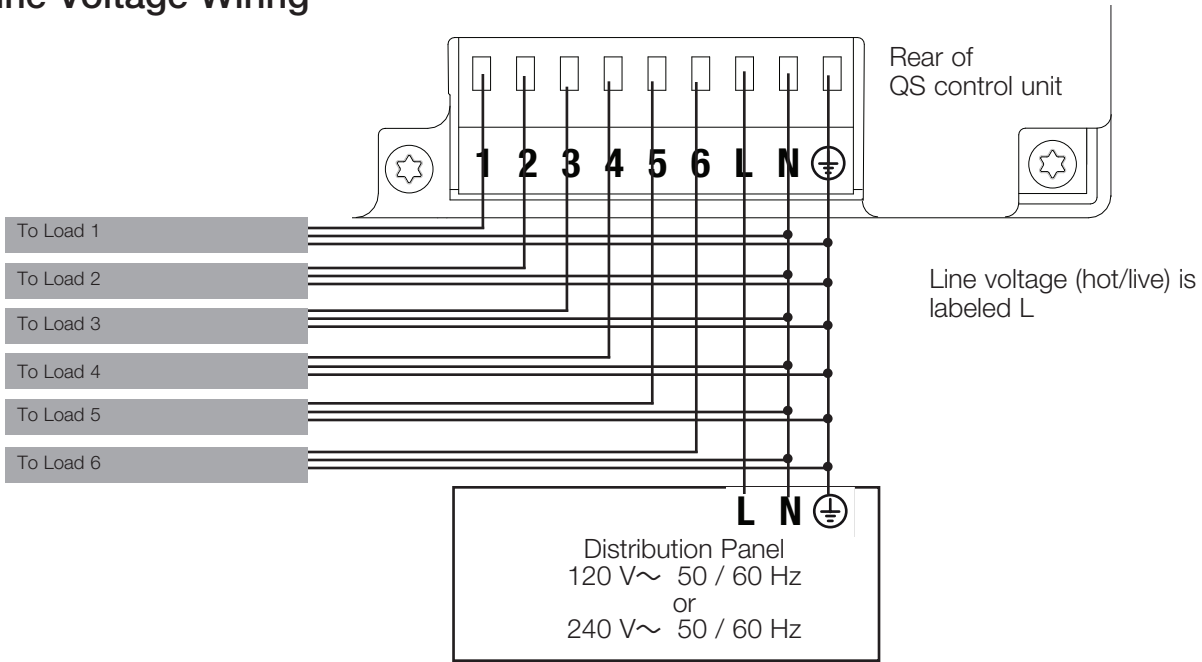 Voltage Wiring
Rear of
QS control unit
1 2 3 4 5 6 L N
To Load 1
To Load 2
To Load 3
To Load 4
To Load 5
To Load 6
Line voltage (hot/live) is
labeled L
L N
Distribution Panel
120 V~ 50 / 60 Hz
or
240 V~ 50 / 60 Hz